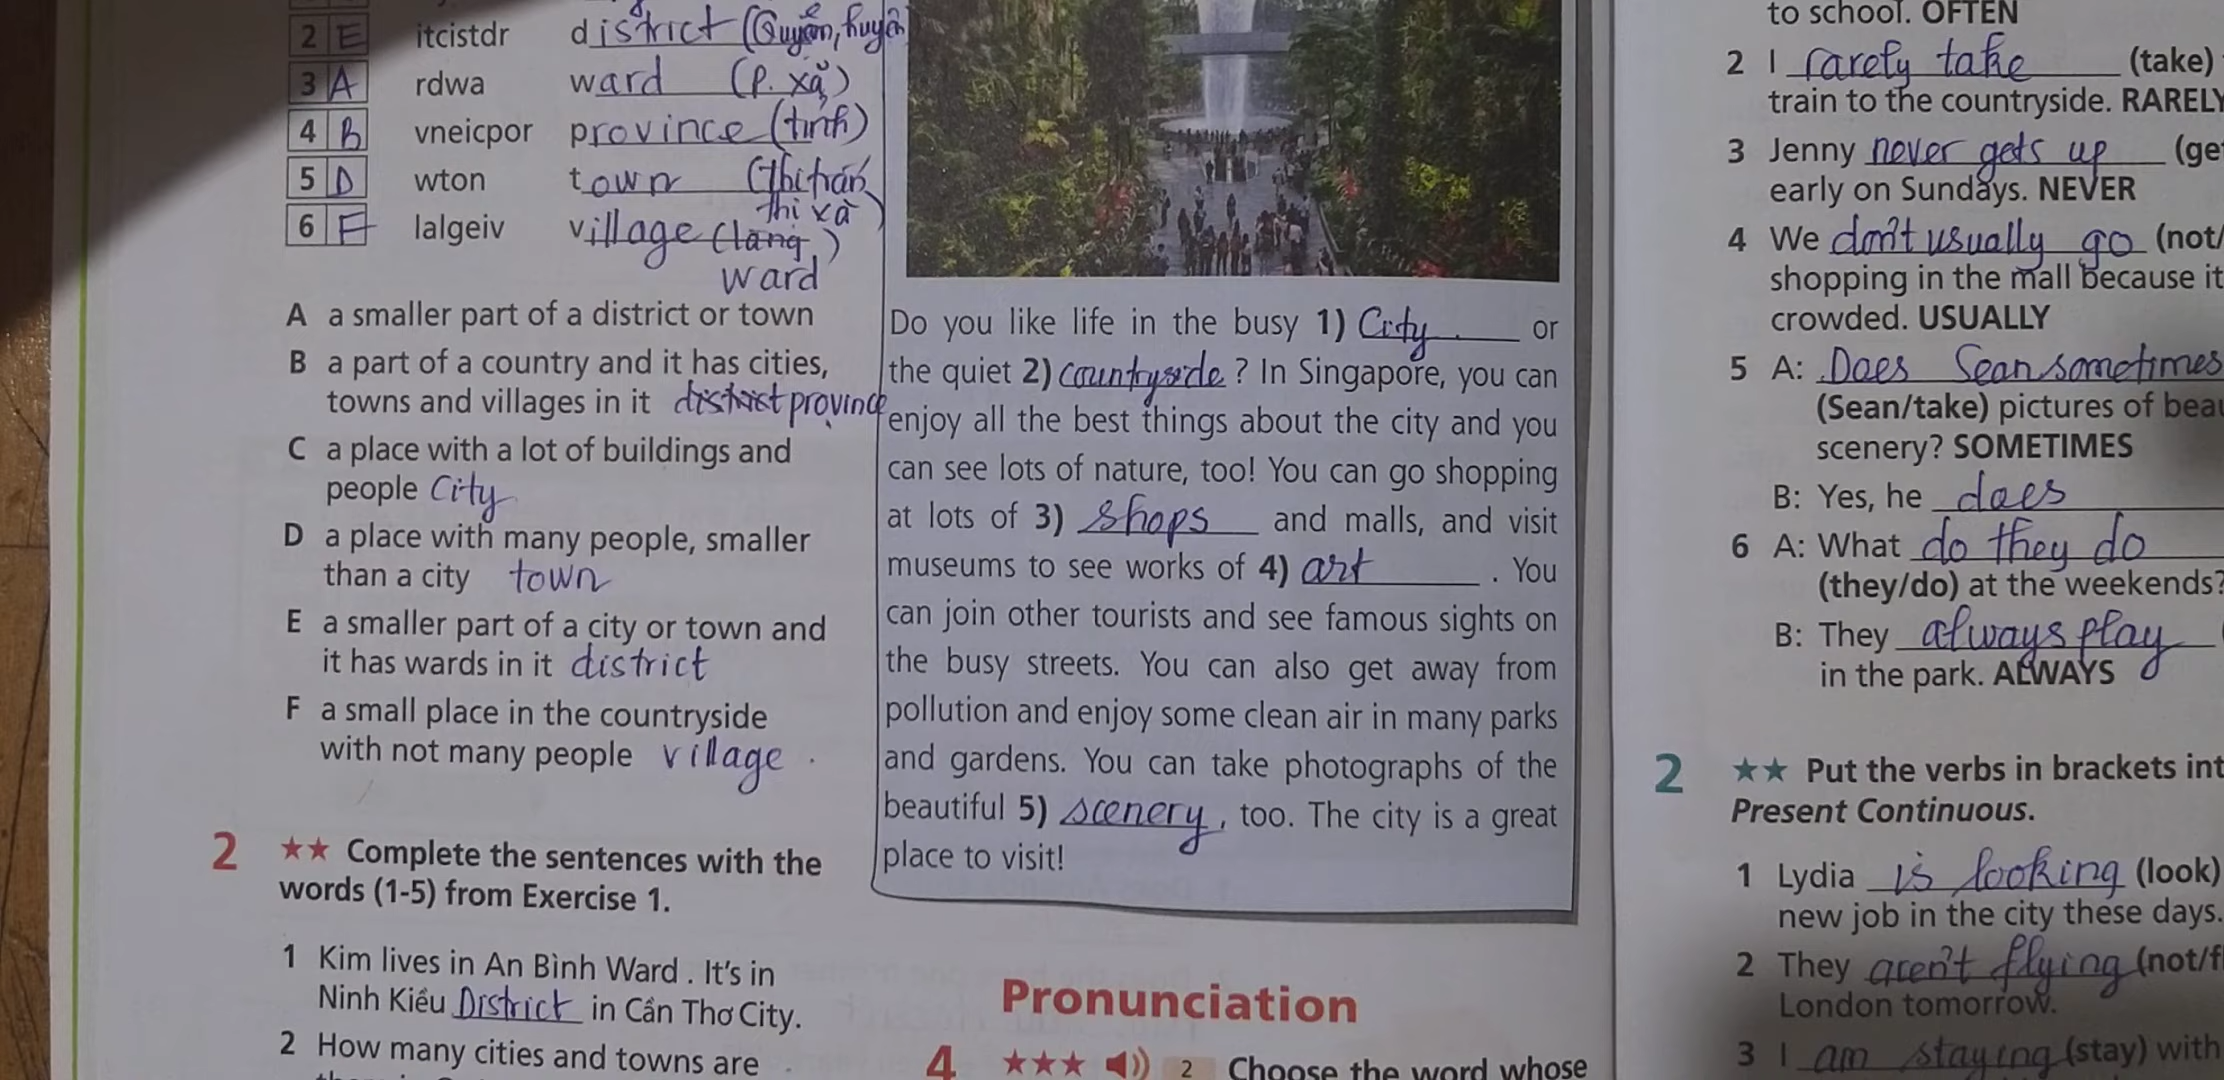 2 E itcistdr district (Quận, huyện
3 A rdwa ward (p. xã)
4 B vneicpor province (tỉnh)
5 D wton town (thị trấn,
thị xã)
6 F lalgeiv village (làng)
ward
A a smaller part of a district or town
B a part of a country and it has cities,
towns and villages in it district province
C a place with a lot of buildings and
people City
D a place with many people, smaller
than a city town
E a smaller part of a city or town and
it has wards in it district
F a small place in the countryside
with not many people village
2 ★★ Complete the sentences with the
words (1-5) from Exercise 1.
1 Kim lives in An Bình Ward . It's in
Ninh Kiều District in Cần Thơ City.
2 How many cities and towns are
Do you like life in the busy 1) City or
the quiet 2) countryside ? In Singapore, you can
enjoy all the best things about the city and you
can see lots of nature, too! You can go shopping
at lots of 3) shops and malls, and visit
museums to see works of 4) art . You
can join other tourists and see famous sights on
the busy streets. You can also get away from
pollution and enjoy some clean air in many parks
and gardens. You can take photographs of the
beautiful 5) scenery , too. The city is a great
place to visit!
Pronunciation
4 ★★★ 2 Choose the word whose
to school. OFTEN
2 I rarely take (take)
train to the countryside. RARELY
3 Jenny never gets up (ge
early on Sundays. NEVER
4 We don't usually go (not/
shopping in the mall because it
crowded. USUALLY
5 A: Does Sean sometimes
(Sean/take) pictures of beau
scenery? SOMETIMES
B: Yes, he does
6 A: What do they do
(they/do) at the weekends?
B: They always play
in the park. ALWAYS
2 ★★ Put the verbs in brackets int
Present Continuous.
1 Lydia is looking (look)
new job in the city these days.
2 They aren't flying (not/f
London tomorrow.
3 I am staying (stay) with